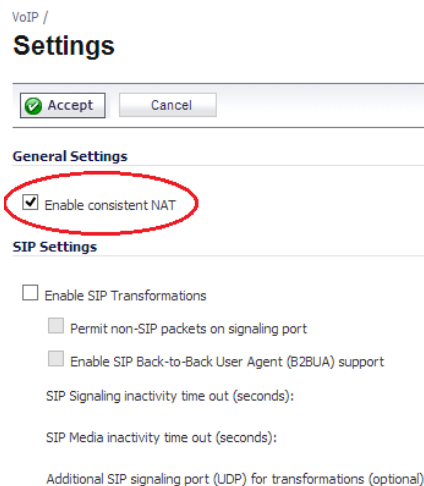 VoIP /
Settings
Accept Cancel
General Settings
Enable consistent NAT
SIP Settings
Enable SIP Transformations
Permit non-SIP packets on signaling port
Enable SIP Back-to-Back User Agent (B2BUA) support
SIP Signaling inactivity time out (seconds):
SIP Media inactivity time out (seconds):
Additional SIP signaling port (UDP) for transformations (optional)